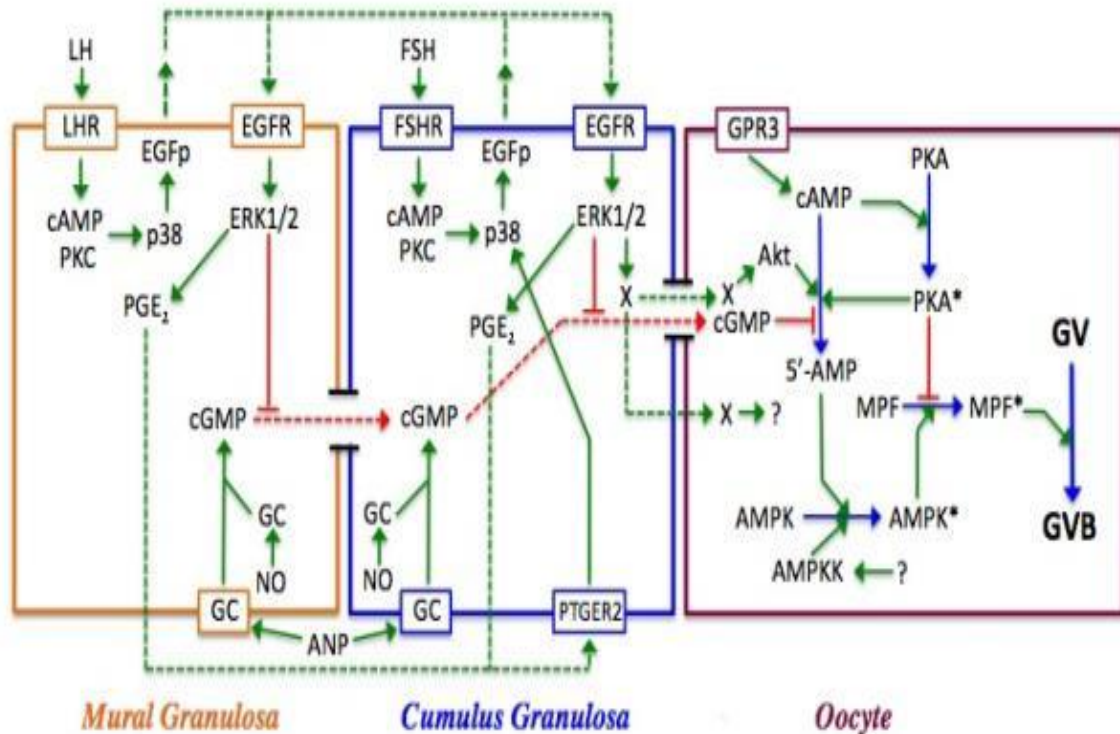 LH
FSH
LHR
EGFR
FSHR
EGFR
GPR3
EGFp
EGFp
PKA
cAMP
PKC
p38
ERK1/2
cAMP
PKC
p38
ERK1/2
cAMP
Akt
X
X
PKA*
PGE₂
PGE₂
cGMP
GV
5'-AMP
MPF
MPF*
cGMP
cGMP
X
?
GC
GC
AMPK
AMPK*
GVB
NO
NO
AMPKK
?
GC
GC
PTGER2
ANP
Mural Granulosa
Cumulus Granulosa
Oocyte